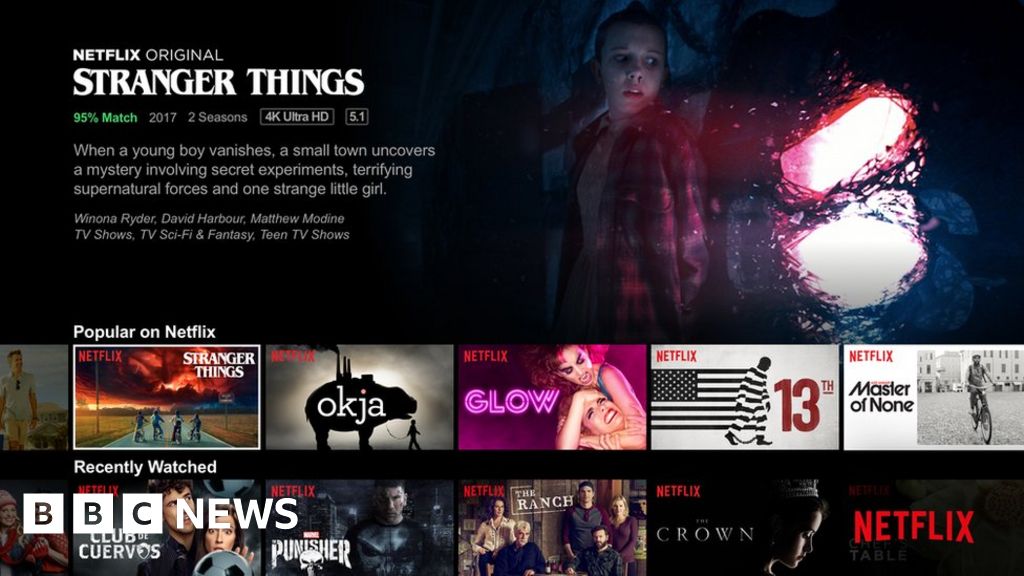 NETFLIX ORIGINAL
STRANGER THINGS
95% Match 2017 2 Seasons 4K Ultra HD 5.1
When a young boy vanishes, a small town uncovers
a mystery involving secret experiments, terrifying
supernatural forces and one strange little girl.
Winona Ryder, David Harbour, Matthew Modine
TV Shows, TV Sci-Fi & Fantasy, Teen TV Shows
Popular on Netflix
NETFLIX
STRANGER
THINGS
NETFLIX
okja
NETFLIX
GLOW
NETFLIX
13TH
NETFLIX
Master
of None
Recently Watched
NETFLIX
CLUB DE
CUERVOS
NETFLIX
MARVEL
PUNISHER
NETFLIX
THE
RANCH
NETFLIX
THE
CROWN
NETFLIX
TABLE
NETFLIX
BBC NEWS